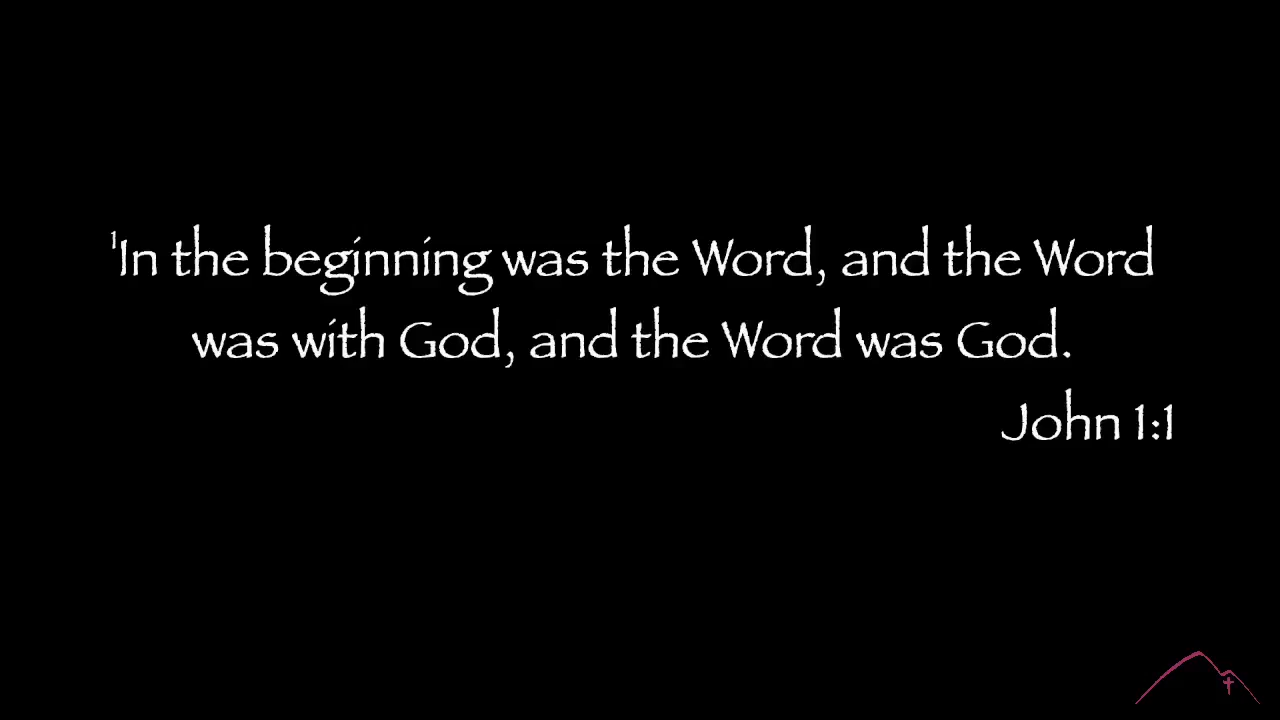 ¹In the beginning was the Word, and the Word
was with God, and the Word was God.
John 1:1